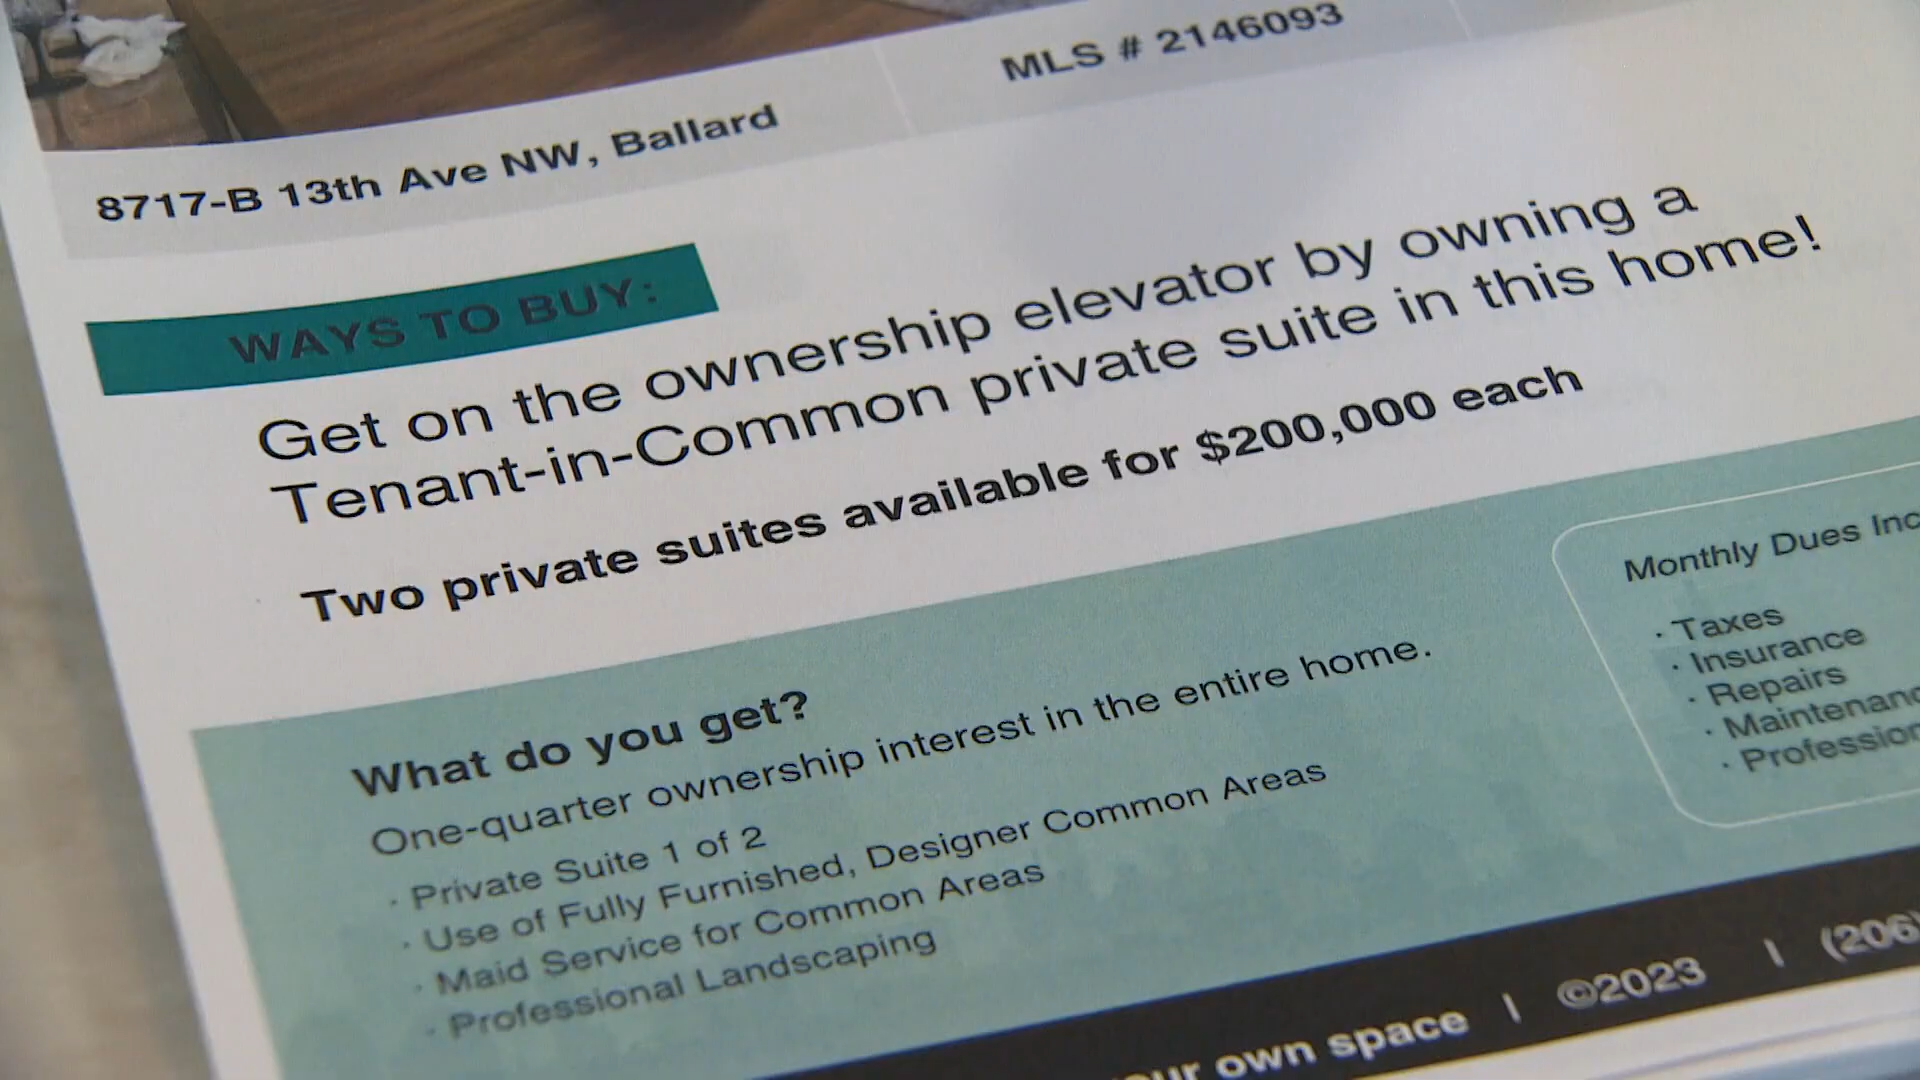 MLS # 2146093
8717-B 13th Ave NW, Ballard
WAYS TO BUY:
Get on the ownership elevator by owning a
Tenant-in-Common private suite in this home!
Two private suites available for $200,000 each
What do you get?
One-quarter ownership interest in the entire home.
· Private Suite 1 of 2
· Use of Fully Furnished, Designer Common Areas
· Maid Service for Common Areas
· Professional Landscaping
Monthly Dues
· Taxes
· Insurance
· Repairs
own space | ©2023 | (206)